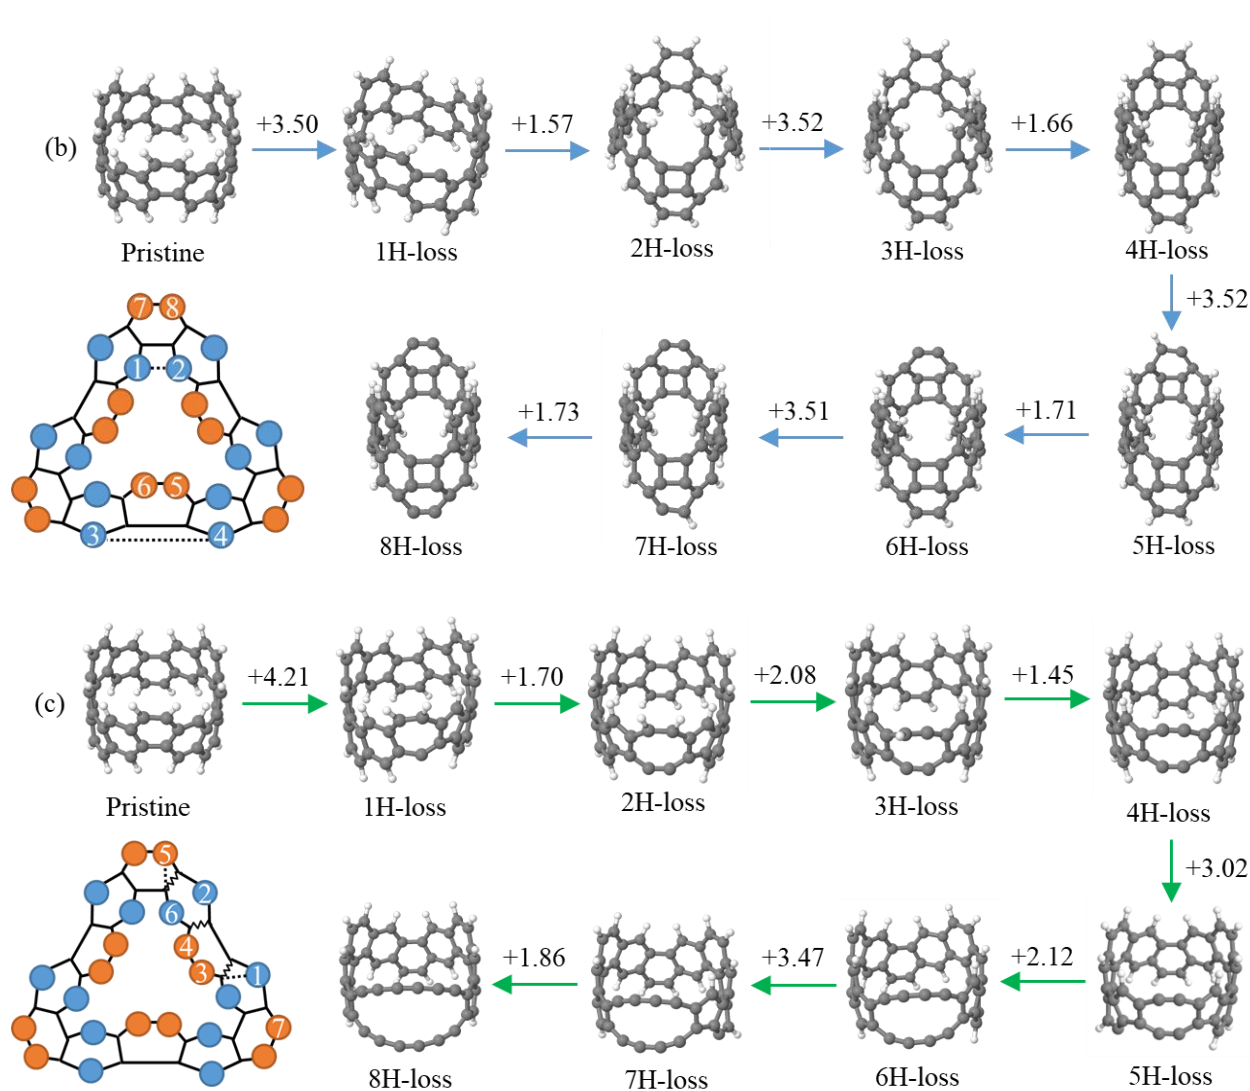 +3.50
+1.57
+3.52
+1.66
(b)
Pristine
1H-loss
2H-loss
3H-loss
4H-loss
+3.52
7 8
1 2
6 5
3 4
+1.73
+3.51
+1.71
8H-loss
7H-loss
6H-loss
5H-loss
+4.21
+1.70
+2.08
+1.45
(c)
Pristine
1H-loss
2H-loss
3H-loss
4H-loss
+3.02
5
2
6
4
3 1
7
+1.86
+3.47
+2.12
8H-loss
7H-loss
6H-loss
5H-loss